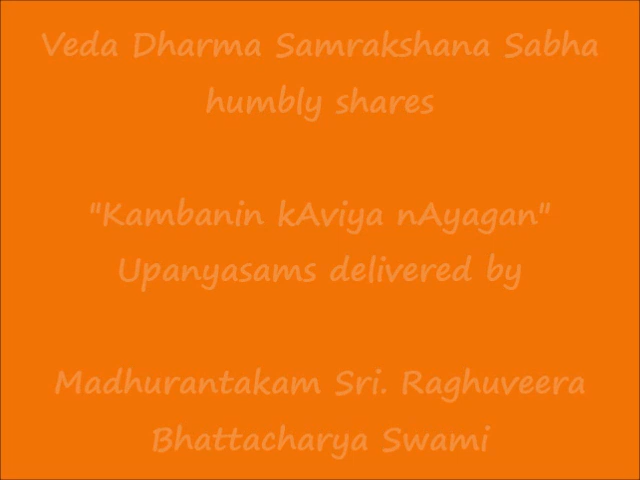 Veda Dharma Samrakshana Sabha
humbly shares
"Kambanin kAviya nAyagan"
Upanyasams delivered by
Madhurantakam Sri. Raghuveera
Bhattacharya Swami